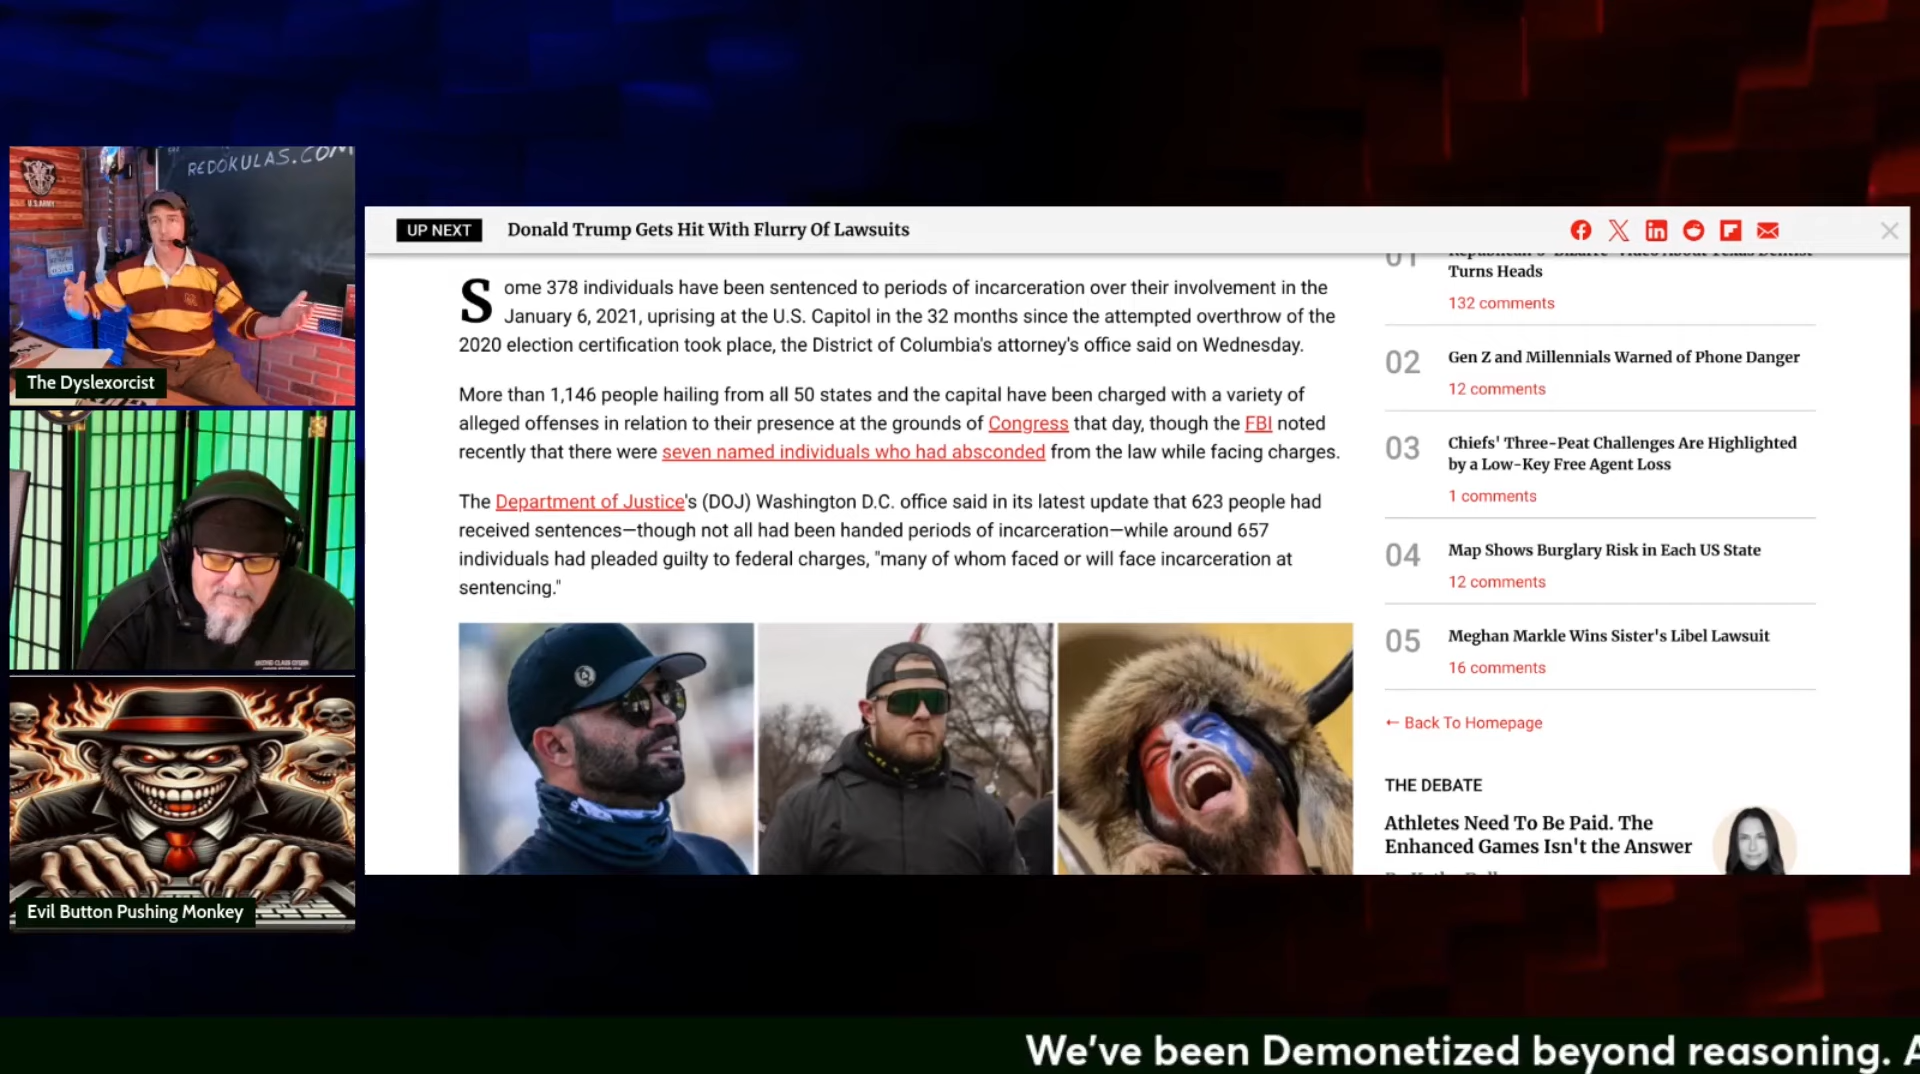 REDOKULAS.COM
U.S.ARMY
The Dyslexorcist
Evil Button Pushing Monkey
UP NEXT Donald Trump Gets Hit With Flurry Of Lawsuits
Some 378 individuals have been sentenced to periods of incarceration over their involvement in the
January 6, 2021, uprising at the U.S. Capitol in the 32 months since the attempted overthrow of the
2020 election certification took place, the District of Columbia's attorney's office said on Wednesday.
More than 1,146 people hailing from all 50 states and the capital have been charged with a variety of
alleged offenses in relation to their presence at the grounds of Congress that day, though the FBI noted
recently that there were seven named individuals who had absconded from the law while facing charges.
The Department of Justice's (DOJ) Washington D.C. office said in its latest update that 623 people had
received sentences—though not all had been handed periods of incarceration—while around 657
individuals had pleaded guilty to federal charges, "many of whom faced or will face incarceration at
sentencing."
01
Turns Heads
132 comments
02 Gen Z and Millennials Warned of Phone Danger
12 comments
03 Chiefs' Three-Peat Challenges Are Highlighted
by a Low-Key Free Agent Loss
1 comments
04 Map Shows Burglary Risk in Each US State
12 comments
05 Meghan Markle Wins Sister's Libel Lawsuit
16 comments
← Back To Homepage
THE DEBATE
Athletes Need To Be Paid. The
Enhanced Games Isn't the Answer
We've been Demonetized beyond reasoning. A